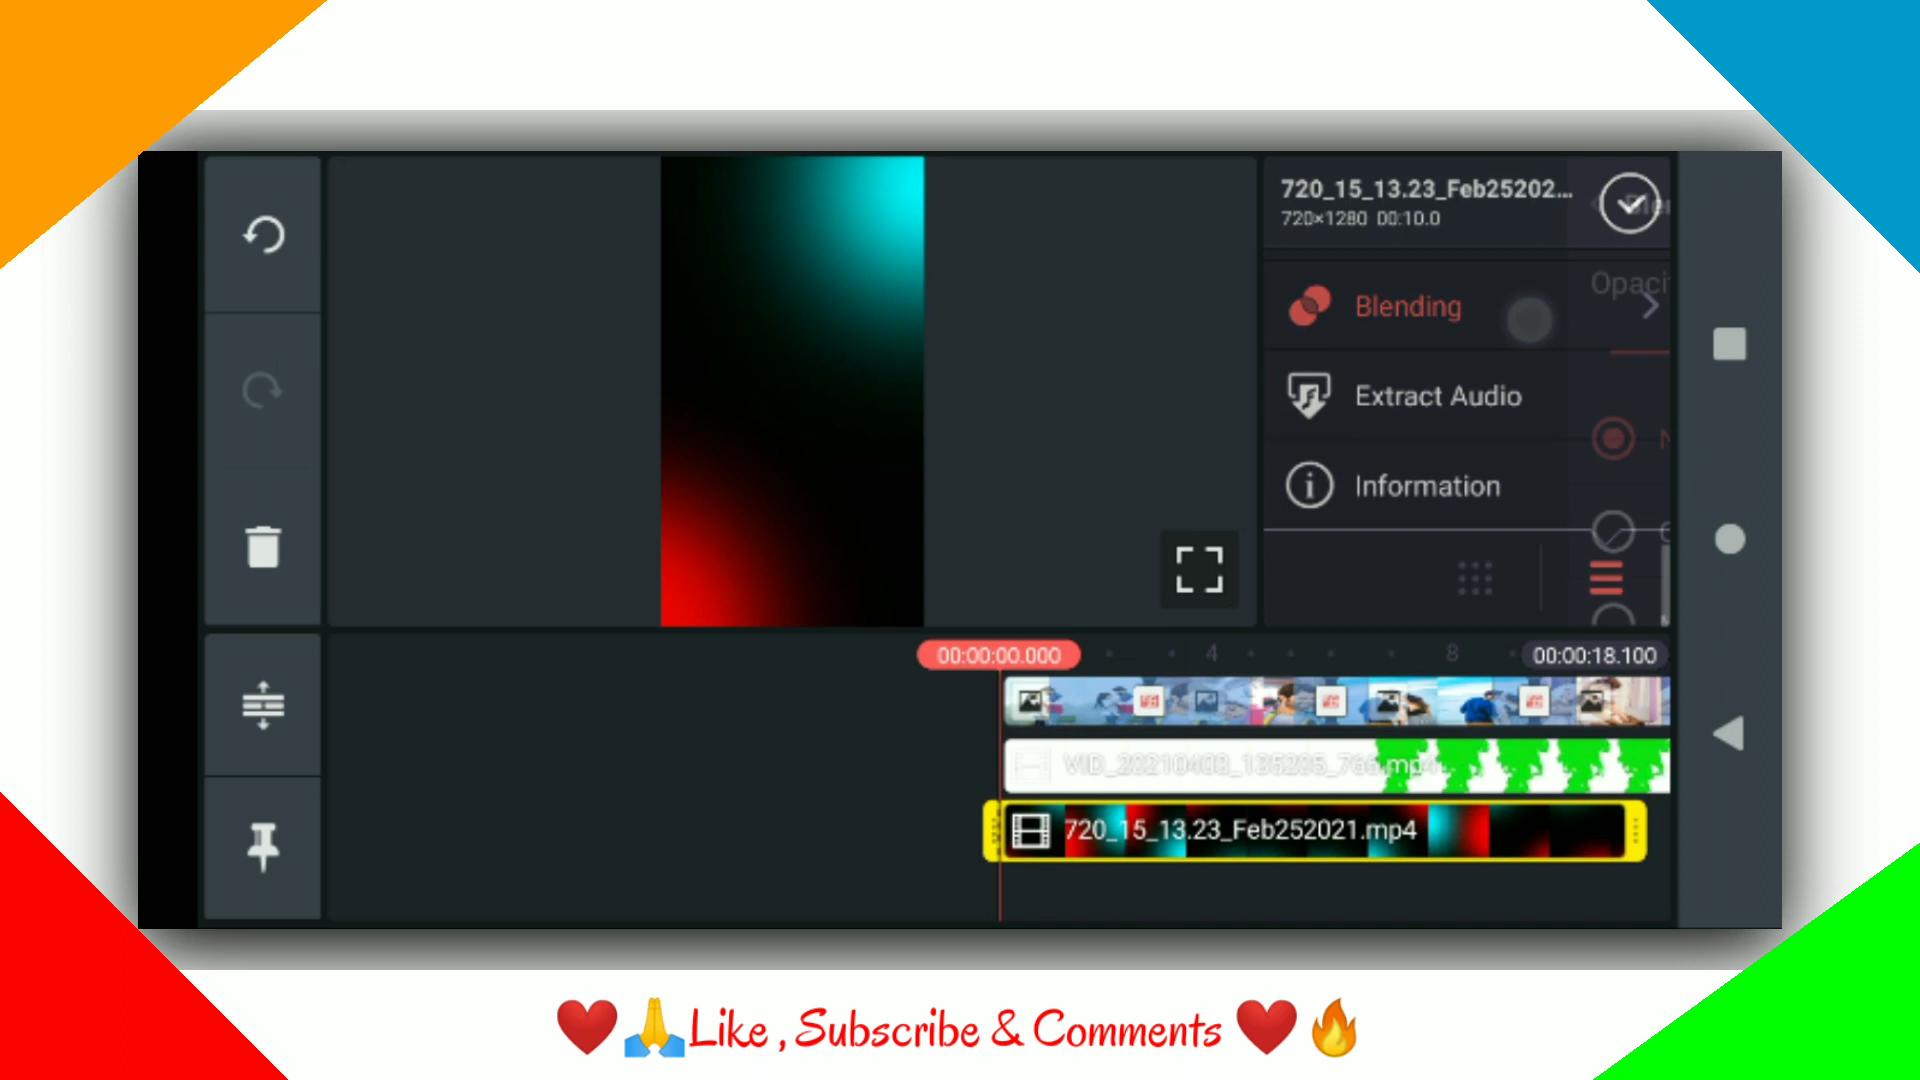 720_15_13.23_Feb25202...
720×1280 00:10.0
Blending
Extract Audio
Information
00:00:00.000
4
8
00:00:18.100
720_15_13.23_Feb252021.mp4
❤️🙏Like , Subscribe & Comments ❤️🔥